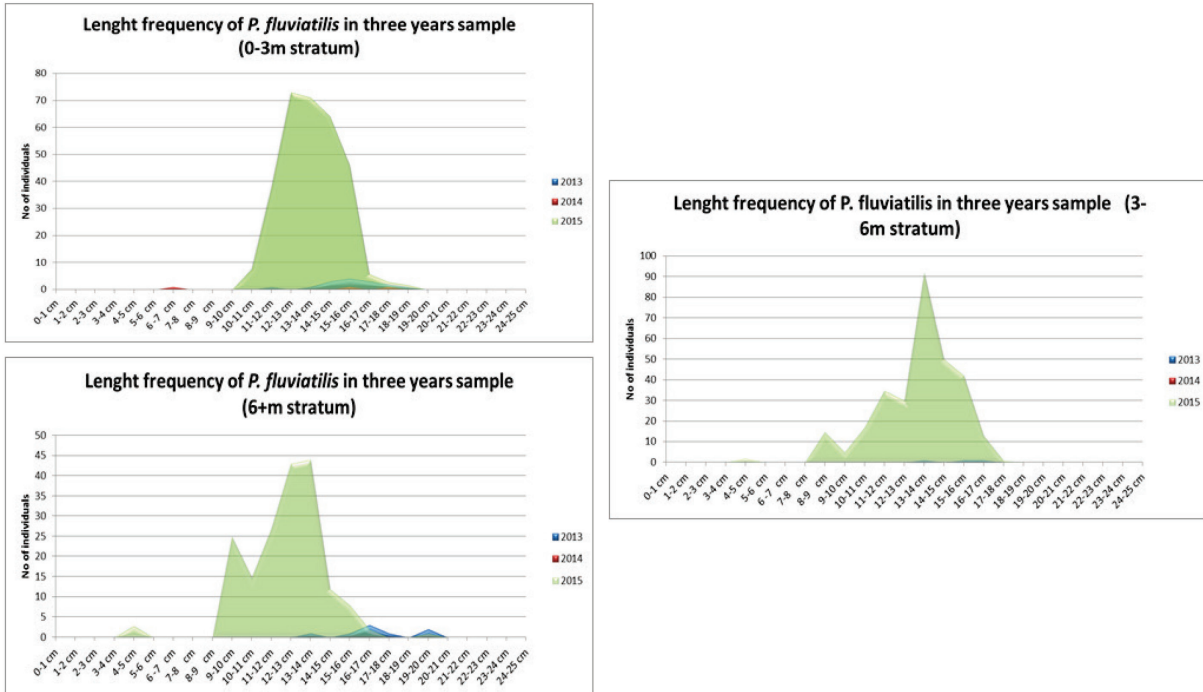 Lenght frequency of P. fluviatilis in three years sample
(0-3m stratum)
No of individuals
80
70
60
50
40
30
20
10
0
0-1 cm
1-2 cm
2-3 cm
3-4 cm
4-5 cm
5-6 cm
6 -7 cm
7-8 cm
8-9 cm
9-10 cm
10-11 cm
11-12 cm
12-13 cm
13-14 cm
14-15 cm
15-16 cm
16-17 cm
17-18 cm
18-19 cm
19-20 cm
20-21 cm
21-22 cm
22-23 cm
23-24 cm
24-25 cm
2013
2014
2015
Lenght frequency of P. fluviatilis in three years sample
(6+m stratum)
No of individuals
50
45
40
35
30
25
20
15
10
5
0
0-1 cm
1-2 cm
2-3 cm
3-4 cm
4-5 cm
5-6 cm
6 -7 cm
7-8 cm
8-9 cm
9-10 cm
10-11 cm
11-12 cm
12-13 cm
13-14 cm
14-15 cm
15-16 cm
16-17 cm
17-18 cm
18-19 cm
19-20 cm
20-21 cm
21-22 cm
22-23 cm
23-24 cm
24-25 cm
2013
2014
2015
Lenght frequency of P. fluviatilis in three years sample (3-
6m stratum)
No of individuals
100
90
80
70
60
50
40
30
20
10
0
0-1 cm
1-2 cm
2-3 cm
3-4 cm
4-5 cm
5-6 cm
6 -7 cm
7-8 cm
8-9 cm
9-10 cm
10-11 cm
11-12 cm
12-13 cm
13-14 cm
14-15 cm
15-16 cm
16-17 cm
17-18 cm
18-19 cm
19-20 cm
20-21 cm
21-22 cm
22-23 cm
23-24 cm
24-25 cm
2013
2014
2015